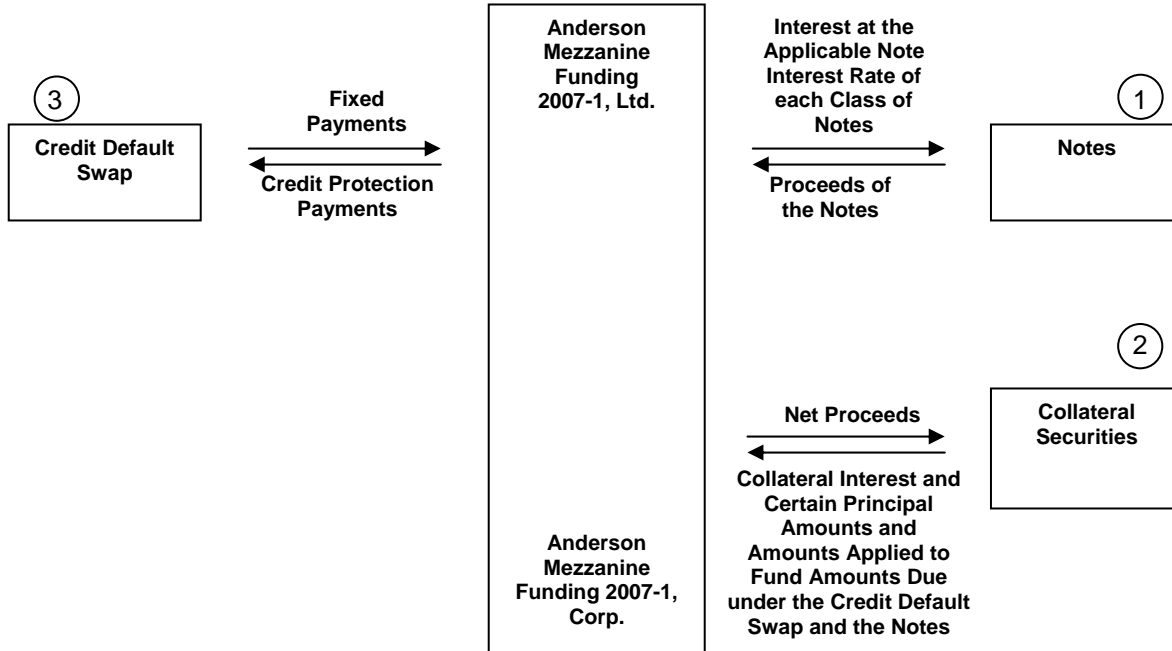 3
Credit Default
Swap
Fixed
Payments
Credit Protection
Payments
Anderson
Mezzanine
Funding
2007-1, Ltd.
Interest at the
Applicable Note
Interest Rate of
each Class of
Notes
Proceeds of
the Notes
1
Notes
2
Collateral
Securities
Net Proceeds
Collateral Interest and
Certain Principal
Amounts and
Amounts Applied to
Fund Amounts Due
under the Credit Default
Swap and the Notes
Anderson
Mezzanine
Funding 2007-1,
Corp.